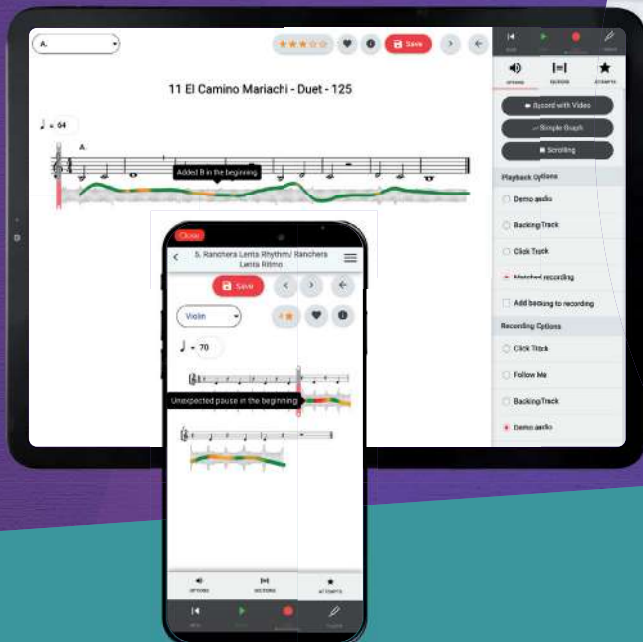 A.
Save
11 El Camino Mariachi - Duet - 125
= 64
A.
Added B in the beginning
OPTIONS
SECTIONS
ATTEMPTS
Record with Video
Simple Graph
Scrolling
Playback Options
Demo audio
Backing Track
Click Track
Matched recording
Add backing to recording
Recording Options
Click Track
Follow Me
Backing Track
Demo audio
Close
5. Ranchera Lenta Rhythm/ Ranchera
Lenta Ritmo
Save
Violin
4
= 70
Unexpected pause in the beginning
OPTIONS
SECTIONS
ATTEMPTS